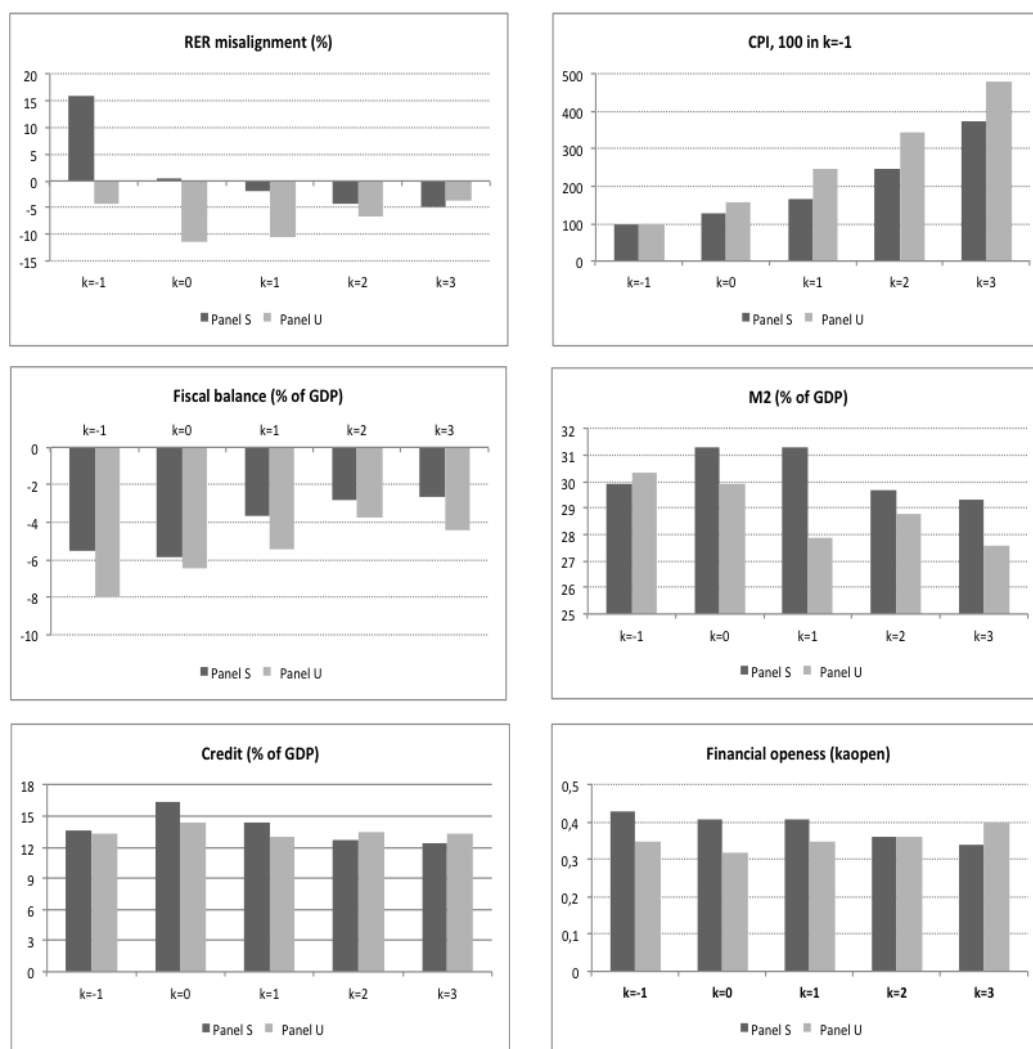 RER misalignment (%)
20
15
10
5
0
-5
-10
-15
k=-1 k=0 k=1 k=2 k=3
Panel S Panel U
CPI, 100 in k=-1
500
400
300
200
100
0
k=-1 k=0 k=1 k=2 k=3
Panel S Panel U
Fiscal balance (% of GDP)
k=-1 k=0 k=1 k=2 k=3
0
-2
-4
-6
-8
-10
Panel S Panel U
M2 (% of GDP)
32
31
30
29
28
27
26
25
k=-1 k=0 k=1 k=2 k=3
Panel S Panel U
Credit (% of GDP)
18
15
12
9
6
3
0
k=-1 k=0 k=1 k=2 k=3
Panel S Panel U
Financial openess (kaopen)
0,5
0,4
0,3
0,2
0,1
0
k=-1 k=0 k=1 k=2 k=3
Panel S Panel U